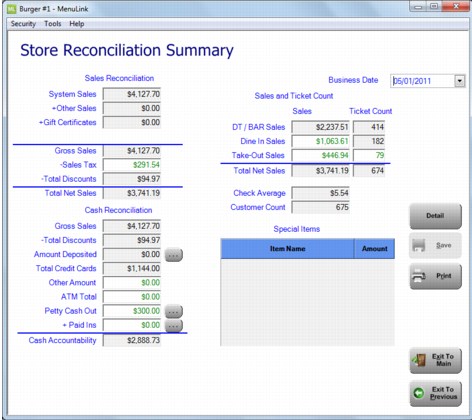 Burger #1 - MenuLink
Security Tools Help
Store Reconciliation Summary
Sales Reconciliation
System Sales $4,127.70
+Other Sales $0.00
+Gift Certificates $0.00
Gross Sales $4,127.70
-Sales Tax $291.54
-Total Discounts $94.97
Total Net Sales $3,741.19
Cash Reconciliation
Gross Sales $4,127.70
-Total Discounts $94.97
Amount Deposited $0.00 ...
Total Credit Cards $1,144.00
Other Amount $0.00
ATM Total $0.00
Petty Cash Out $300.00 ...
+ Paid Ins $0.00 ...
Cash Accountability $2,888.73
Business Date 05/01/2011
Sales and Ticket Count
Sales Ticket Count
DT / BAR Sales $2,237.51 414
Dine In Sales $1,063.61 182
Take-Out Sales $446.94 79
Total Net Sales $3,741.19 674
Check Average $5.54
Customer Count 675
Special Items
Item Name Amount
Detail
Save
Print
Exit To
Main
Exit To
Previous